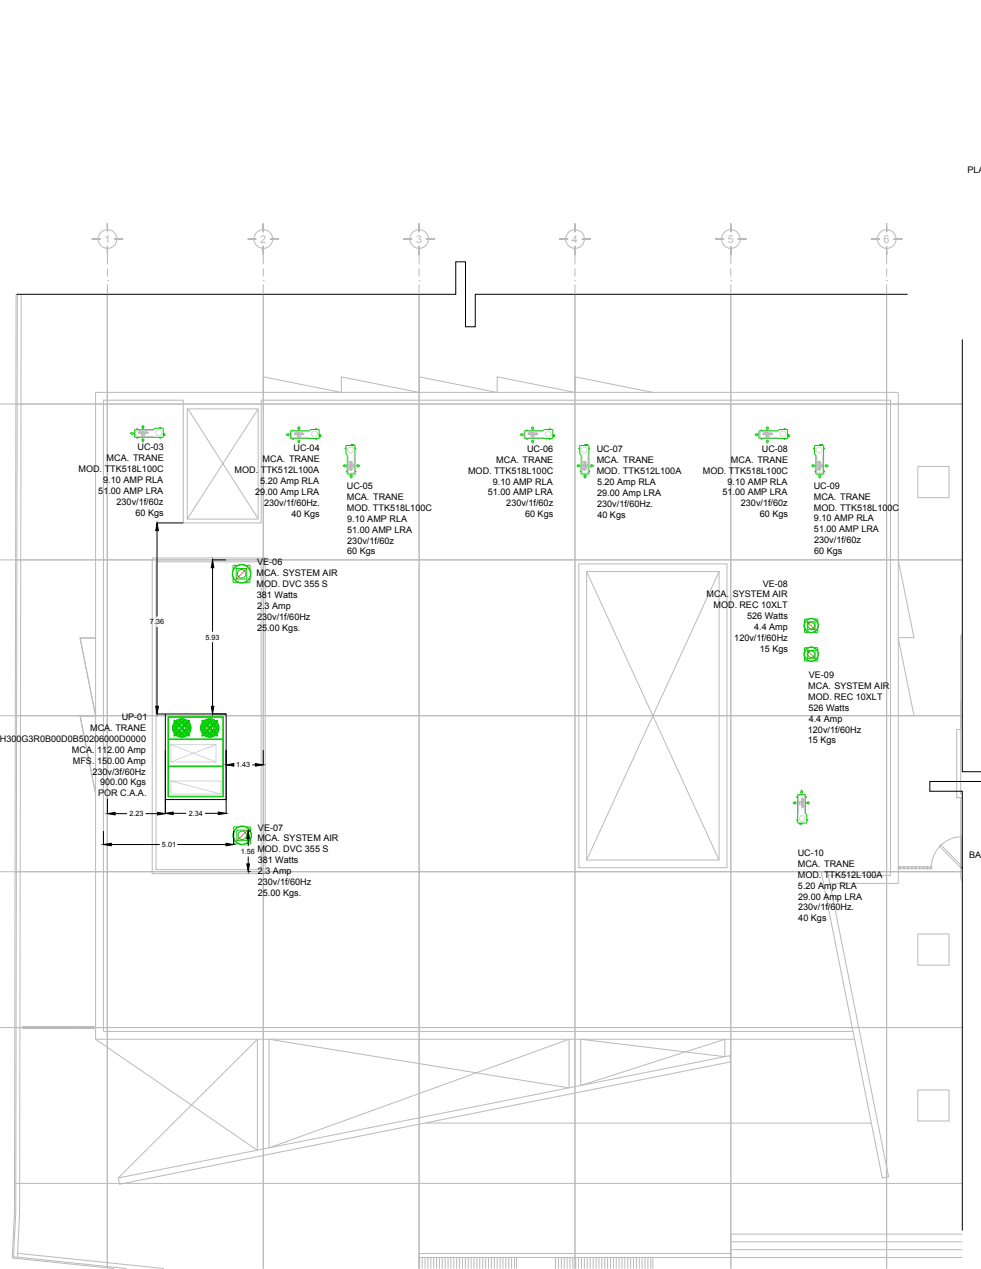 PLA
1
2
3
4
5
6
UC-03
MCA. TRANE
MOD. TTK518L100C
9.10 AMP RLA
51.00 AMP LRA
230v/1f/60z
60 Kgs
UC-04
MCA. TRANE
MOD. TTK512L100A
5.20 Amp RLA
29.00 Amp LRA
230v/1f/60Hz.
40 Kgs
UC-05
MCA. TRANE
MOD. TTK518L100C
9.10 AMP RLA
51.00 AMP LRA
230v/1f/60z
60 Kgs
UC-06
MCA. TRANE
MOD. TTK518L100C
9.10 AMP RLA
51.00 AMP LRA
230v/1f/60z
60 Kgs
UC-07
MCA. TRANE
MOD. TTK512L100A
5.20 Amp RLA
29.00 Amp LRA
230v/1f/60Hz.
40 Kgs
UC-08
MCA. TRANE
MOD. TTK518L100C
9.10 AMP RLA
51.00 AMP LRA
230v/1f/60z
60 Kgs
UC-09
MCA. TRANE
MOD. TTK518L100C
9.10 AMP RLA
51.00 AMP LRA
230v/1f/60z
60 Kgs
VE-06
MCA. SYSTEM AIR
MOD. DVC 355 S
381 Watts
2.3 Amp
230v/1f/60Hz
25.00 Kgs.
7.36
5.93
VE-08
MCA. SYSTEM AIR
MOD. REC 10XLT
526 Watts
4.4 Amp
120v/1f/60Hz
15 Kgs
VE-09
MCA. SYSTEM AIR
MOD. REC 10XLT
526 Watts
4.4 Amp
120v/1f/60Hz
15 Kgs
UP-01
MCA. TRANE
H300G3R0B00D0B50206000D0000
MCA. 112.00 Amp
MFS. 150.00 Amp
230v/3f/60Hz
900.00 Kgs
POR C.A.A.
1.43
2.23
2.34
5.01
1.56
VE-07
MCA. SYSTEM AIR
MOD. DVC 355 S
381 Watts
2.3 Amp
230v/1f/60Hz
25.00 Kgs.
UC-10
MCA. TRANE
MOD. TTK512L100A
5.20 Amp RLA
29.00 Amp LRA
230v/1f/60Hz.
40 Kgs
BA